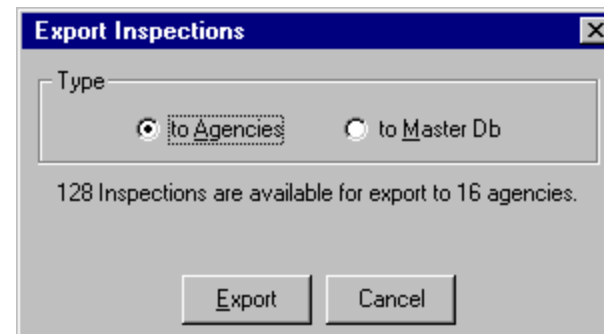 Export Inspections
Type
to Agencies to Master Db
128 Inspections are available for export to 16 agencies.
Export Cancel